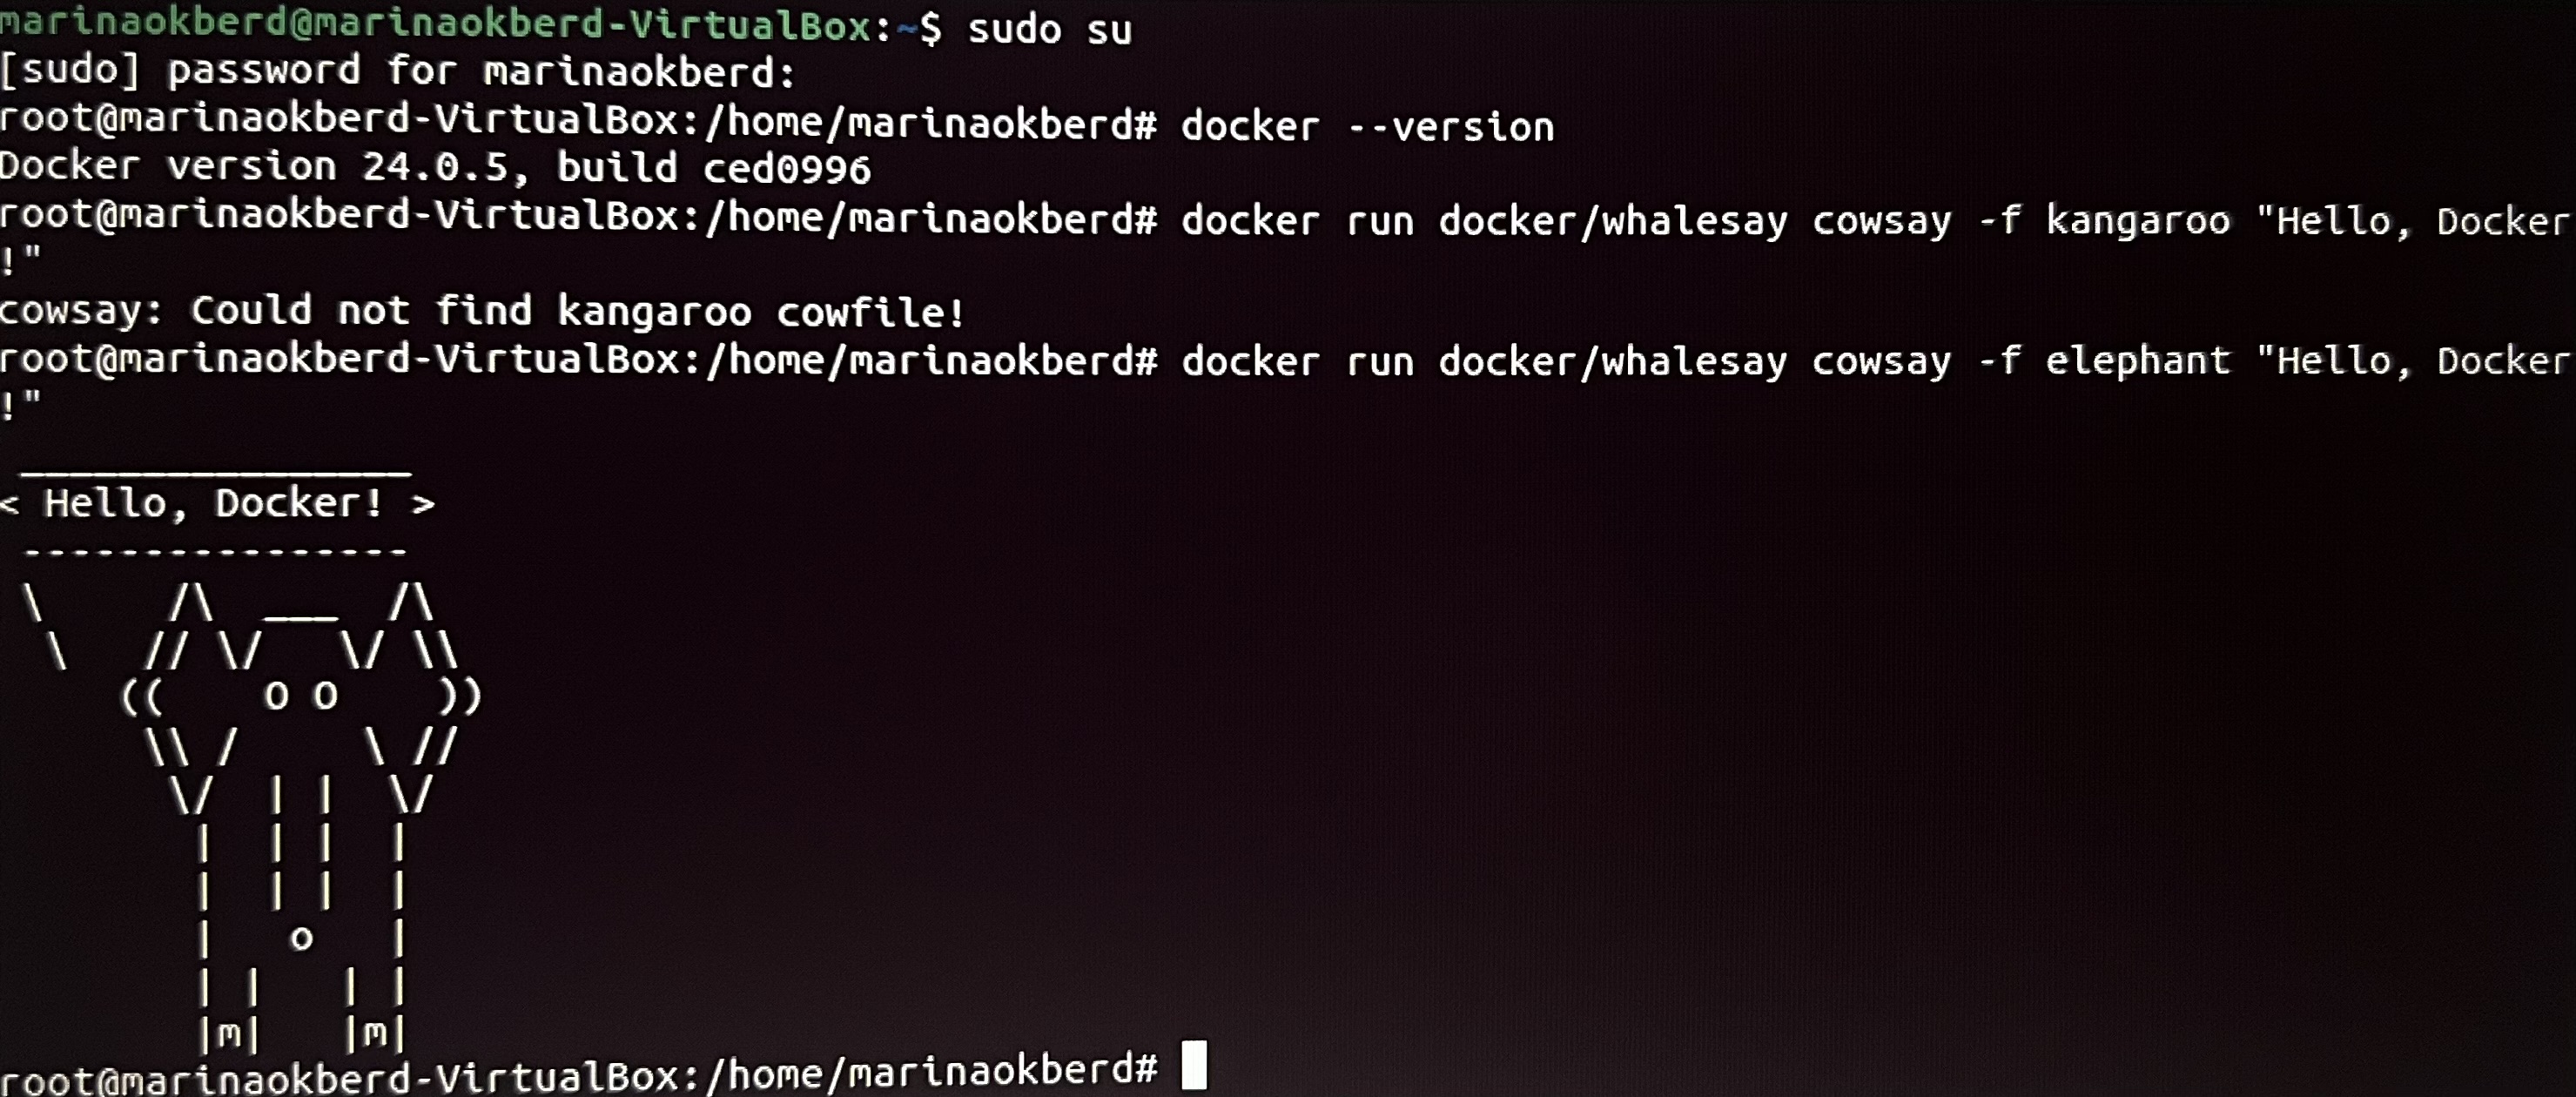 marinaokberd@marinaokberd-VirtualBox:~$ sudo su
[sudo] password for marinaokberd:
root@marinaokberd-VirtualBox:/home/marinaokberd# docker --version
Docker version 24.0.5, build ced0996
root@marinaokberd-VirtualBox:/home/marinaokberd# docker run docker/whalesay cowsay -f kangaroo "Hello, Docker
!"
cowsay: Could not find kangaroo cowfile!
root@marinaokberd-VirtualBox:/home/marinaokberd# docker run docker/whalesay cowsay -f elephant "Hello, Docker
!"
 ________________
< Hello, Docker! >
 ----------------
 \     /\  ___  /\
  \   // \/   \/ \\
     ((    O O    ))
      \\ /     \ //
       \/  | |  \/
        |  | |  |
        |  | |  |
        |   o   |
        | |   | |
        |m|   |m|
root@marinaokberd-VirtualBox:/home/marinaokberd#